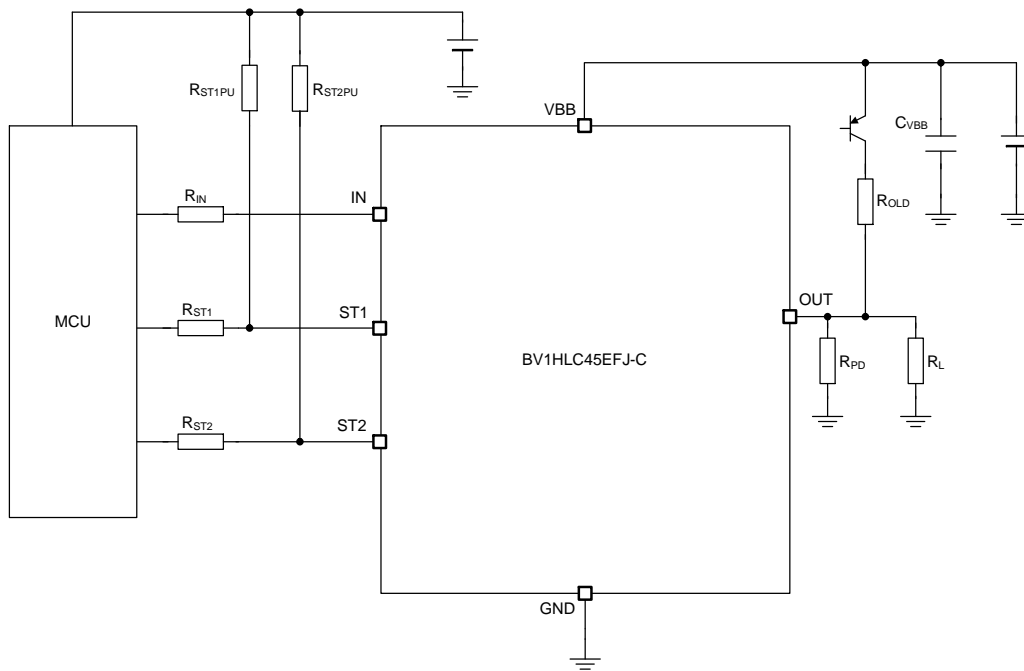 RST1PU
RST2PU
VBB
CVBB
RIN
IN
ROLD
MCU
RST1
ST1
OUT
BV1HLC45EFJ-C
RPD
RL
RST2
ST2
GND